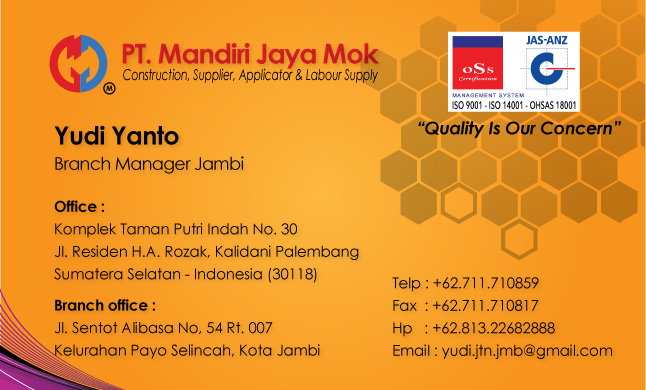 PT. Mandiri Jaya Mok
Construction, Supplier, Applicator & Labour Supply
M
JAS-ANZ
oSs
Certification
C
MANAGEMENT SYSTEM
ISO 9001 - ISO 14001 - OHSAS 18001
“Quality Is Our Concern”
Yudi Yanto
Branch Manager Jambi
Office :
Komplek Taman Putri Indah No. 30
Jl. Residen H.A. Rozak, Kalidani Palembang
Sumatera Selatan - Indonesia (30118)
Branch office :
Jl. Sentot Alibasa No, 54 Rt. 007
Kelurahan Payo Selincah, Kota Jambi
Telp : +62.711.710859
Fax : +62.711.710817
Hp : +62.813.22682888
Email : yudi.jtn.jmb@gmail.com